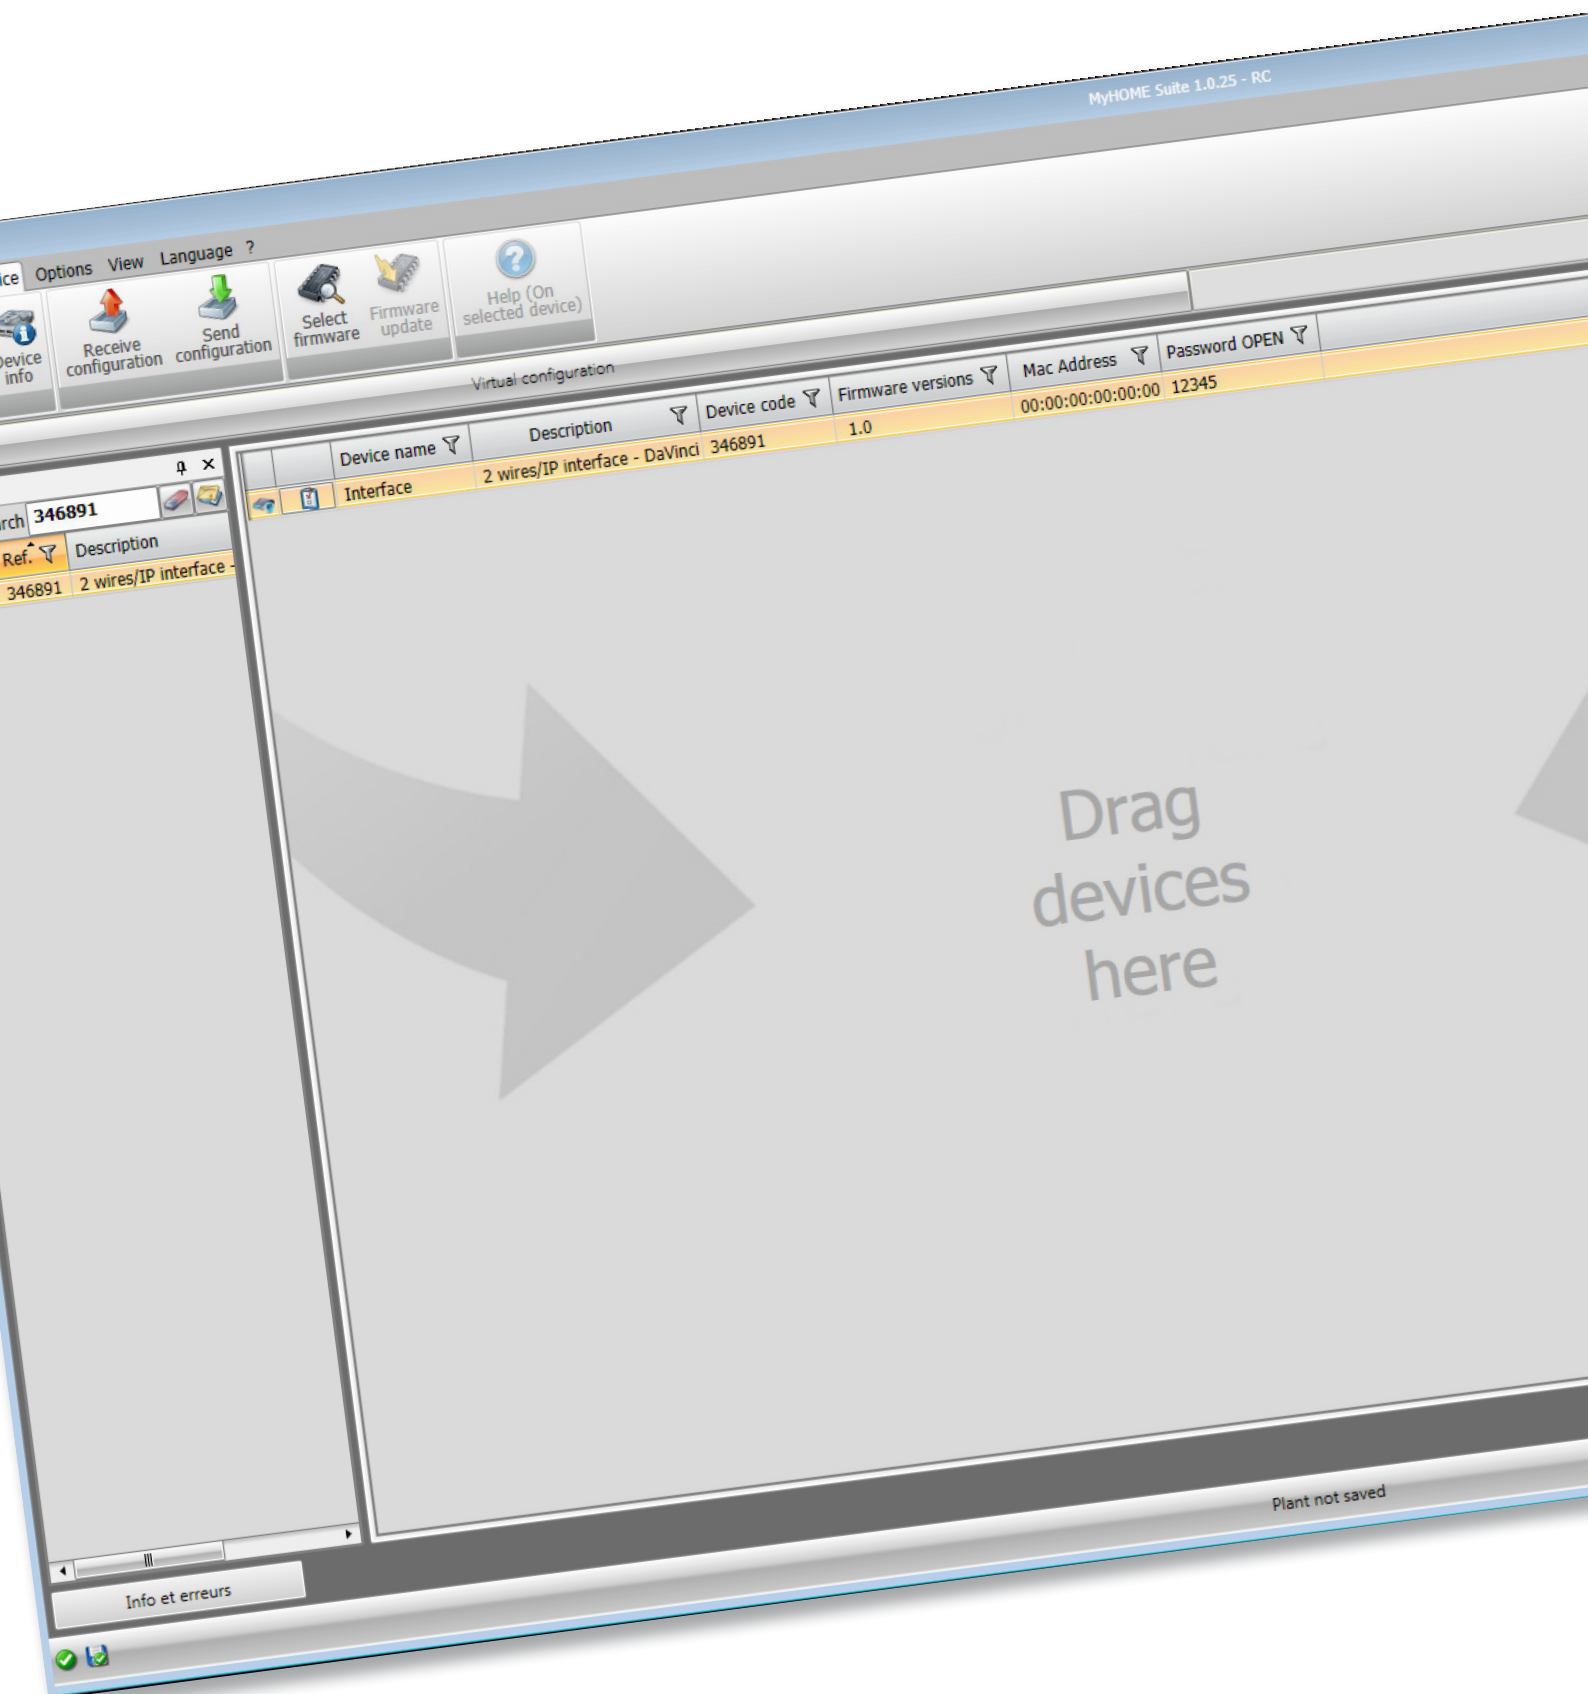 MyHOME Suite 1.0.25 - RC
ice Options View Language ?
Device
info
Receive
configuration
Send
configuration
Select
firmware
Firmware
update
Help (On
selected device)
Virtual configuration
rch 346891
Ref. Description
346891 2 wires/IP interface -
Device name Description Device code Firmware versions Mac Address Password OPEN
Interface 2 wires/IP interface - DaVinci 346891 1.0 00:00:00:00:00:00 12345
Drag
devices
here
Plant not saved
Info et erreurs